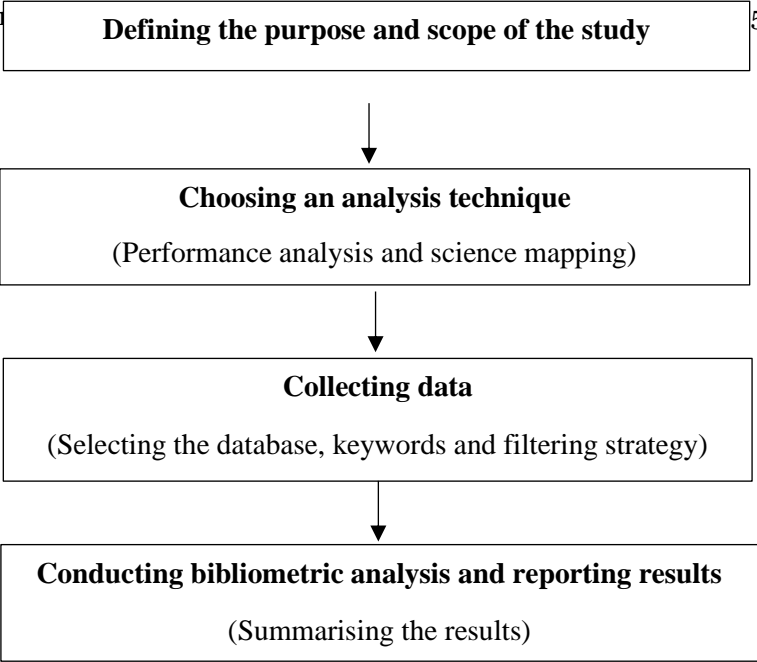 Defining the purpose and scope of the study
Choosing an analysis technique
(Performance analysis and science mapping)
Collecting data
(Selecting the database, keywords and filtering strategy)
Conducting bibliometric analysis and reporting results
(Summarising the results)